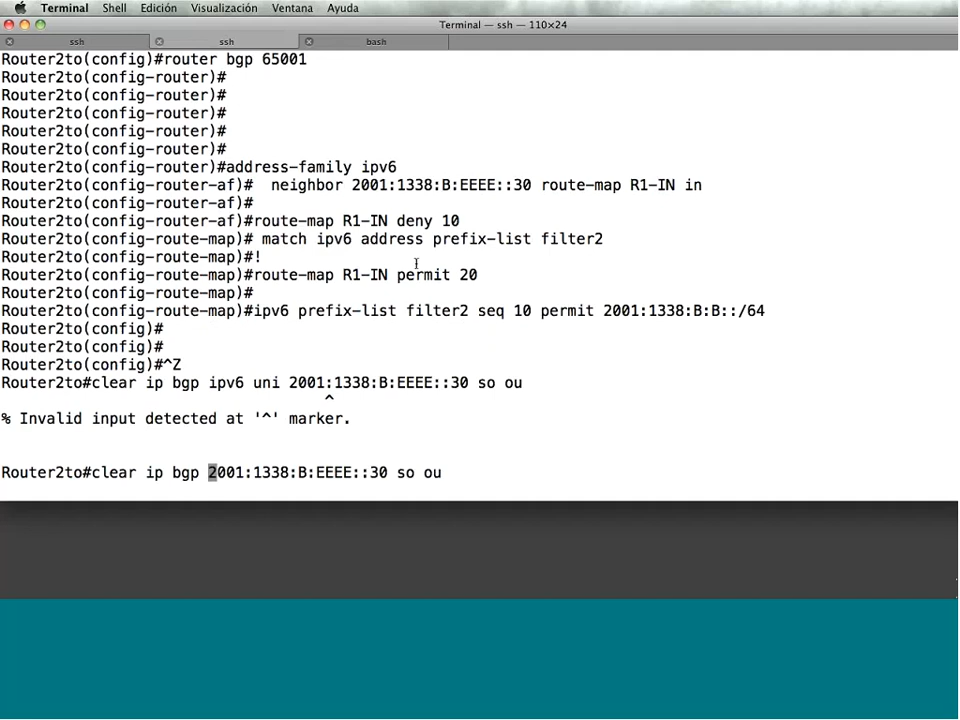 Terminal Shell Edición Visualización Ventana Ayuda
Terminal — ssh — 110×24
ssh ssh bash
Router2to(config)#router bgp 65001
Router2to(config-router)#
Router2to(config-router)#
Router2to(config-router)#
Router2to(config-router)#
Router2to(config-router)#
Router2to(config-router)#address-family ipv6
Router2to(config-router-af)#  neighbor 2001:1338:B:EEEE::30 route-map R1-IN in
Router2to(config-router-af)#
Router2to(config-router-af)#route-map R1-IN deny 10
Router2to(config-route-map)# match ipv6 address prefix-list filter2
Router2to(config-route-map)#!
Router2to(config-route-map)#route-map R1-IN permit 20
Router2to(config-route-map)#
Router2to(config-route-map)#ipv6 prefix-list filter2 seq 10 permit 2001:1338:B:B::/64
Router2to(config)#
Router2to(config)#
Router2to(config)#^Z
Router2to#clear ip bgp ipv6 uni 2001:1338:B:EEEE::30 so ou
^
% Invalid input detected at '^' marker.
Router2to#clear ip bgp 2001:1338:B:EEEE::30 so ou